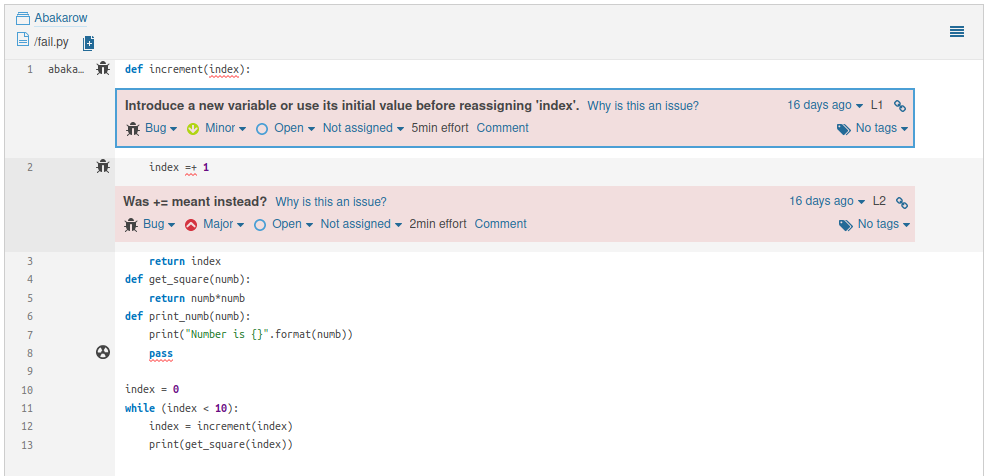 Abakarow
/fail.py
1 abaka… def increment(index):
Introduce a new variable or use its initial value before reassigning 'index'. Why is this an issue? 16 days ago L1
Bug Minor Open Not assigned 5min effort Comment No tags
2 index =+ 1
Was += meant instead? Why is this an issue? 16 days ago L2
Bug Major Open Not assigned 2min effort Comment No tags
3 return index
4 def get_square(numb):
5 return numb*numb
6 def print_numb(numb):
7 print("Number is {}".format(numb))
8 pass
9
10 index = 0
11 while (index < 10):
12 index = increment(index)
13 print(get_square(index))